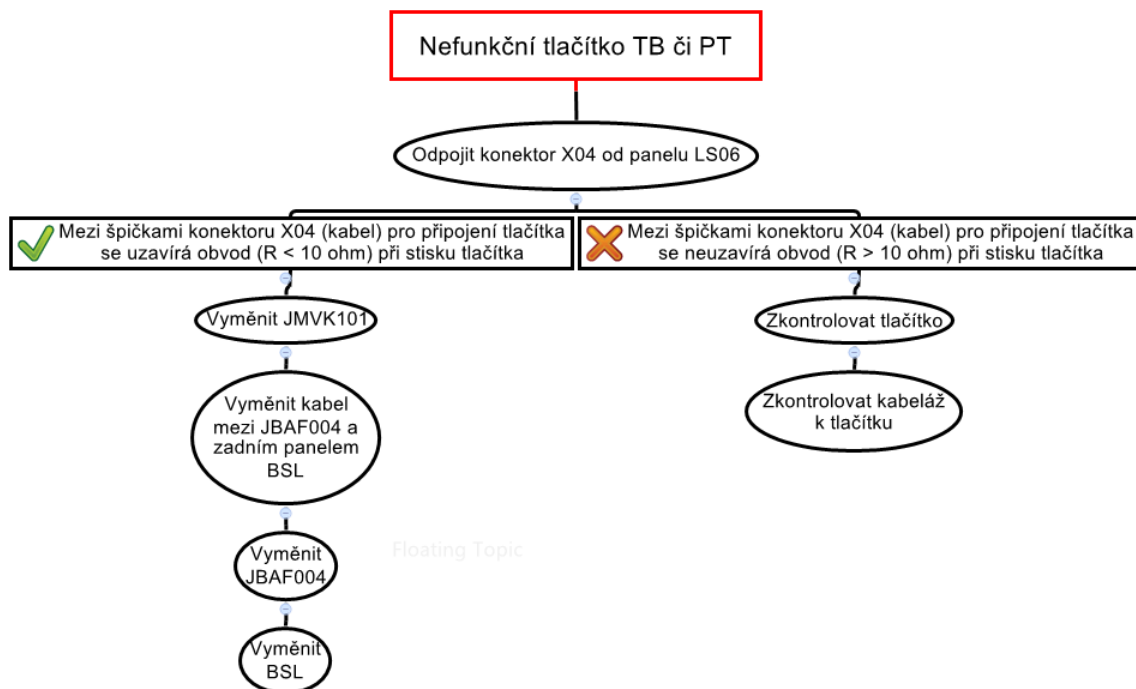 Nefunkční tlačítko TB či PT
Odpojit konektor X04 od panelu LS06
Mezi špičkami konektoru X04 (kabel) pro připojení tlačítka
se uzavírá obvod (R < 10 ohm) při stisku tlačítka
Mezi špičkami konektoru X04 (kabel) pro připojení tlačítka
se neuzavírá obvod (R > 10 ohm) při stisku tlačítka
Vyměnit JMVK101
Zkontrolovat tlačítko
Vyměnit kabel
mezi JBAF004 a
zadním panelem
BSL
Zkontrolovat kabeláž
k tlačítku
Vyměnit
JBAF004
Floating Topic
Vyměnit
BSL